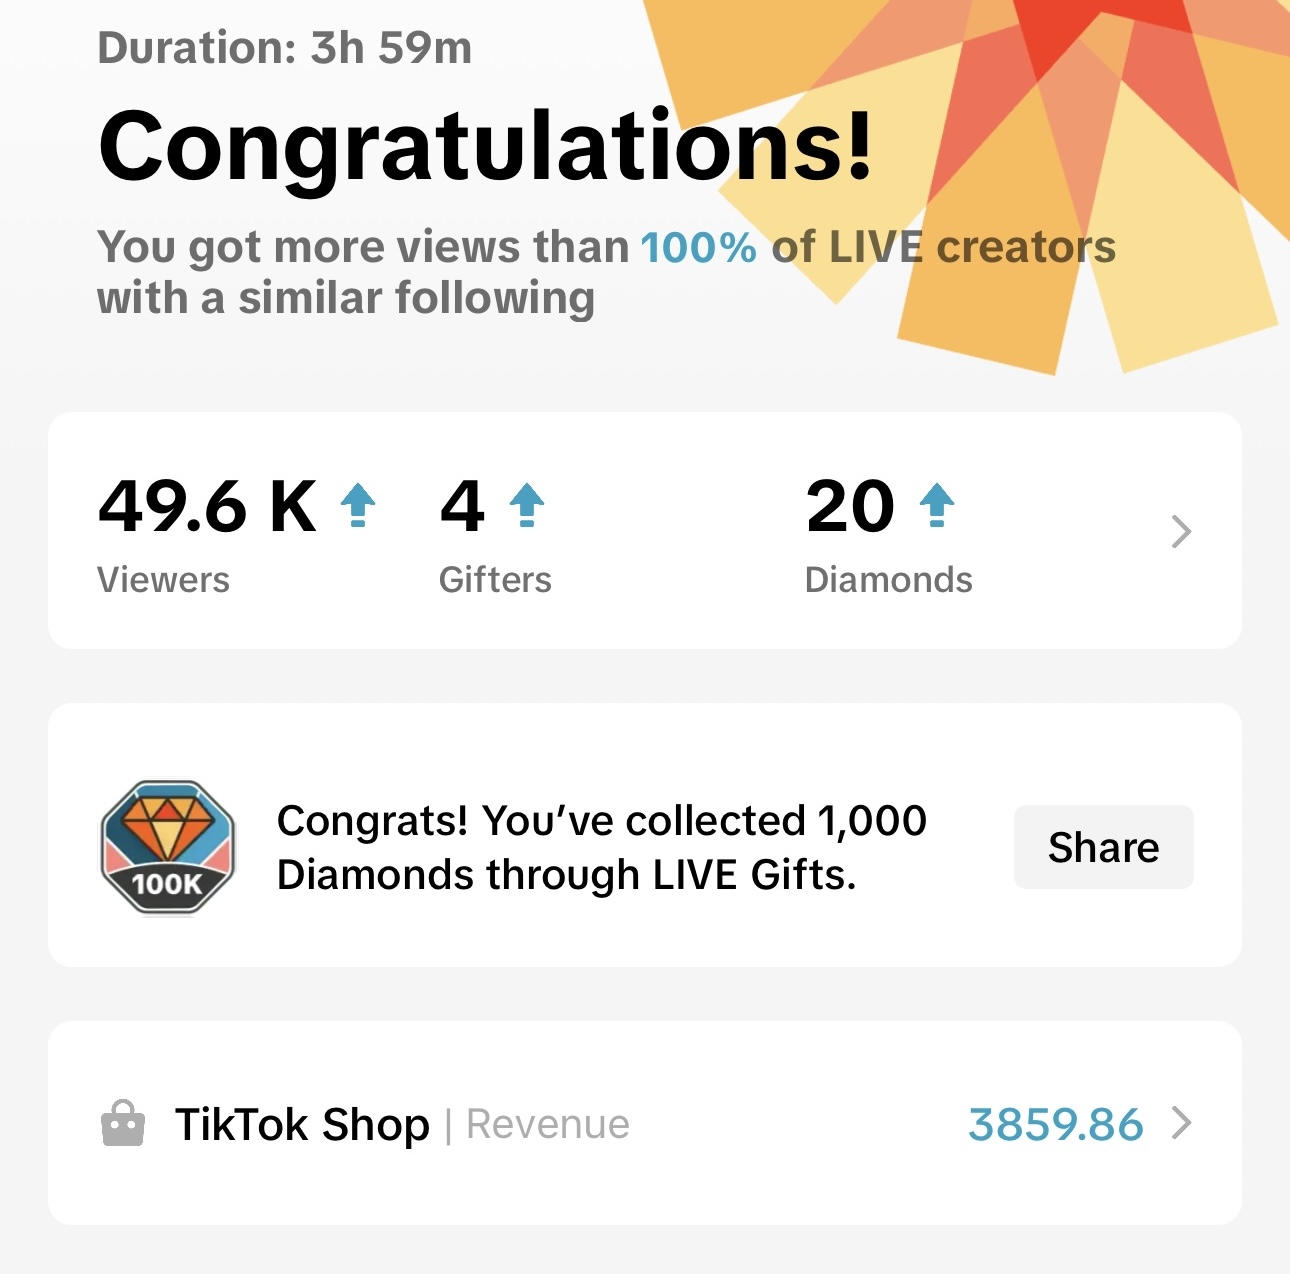 Duration: 3h 59m
Congratulations!
You got more views than 100% of LIVE creators
with a similar following
49.6 K
4
20
Viewers
Gifters
Diamonds
Congrats! You’ve collected 1,000
Diamonds through LIVE Gifts.
100K
Share
TikTok Shop | Revenue
3859.86